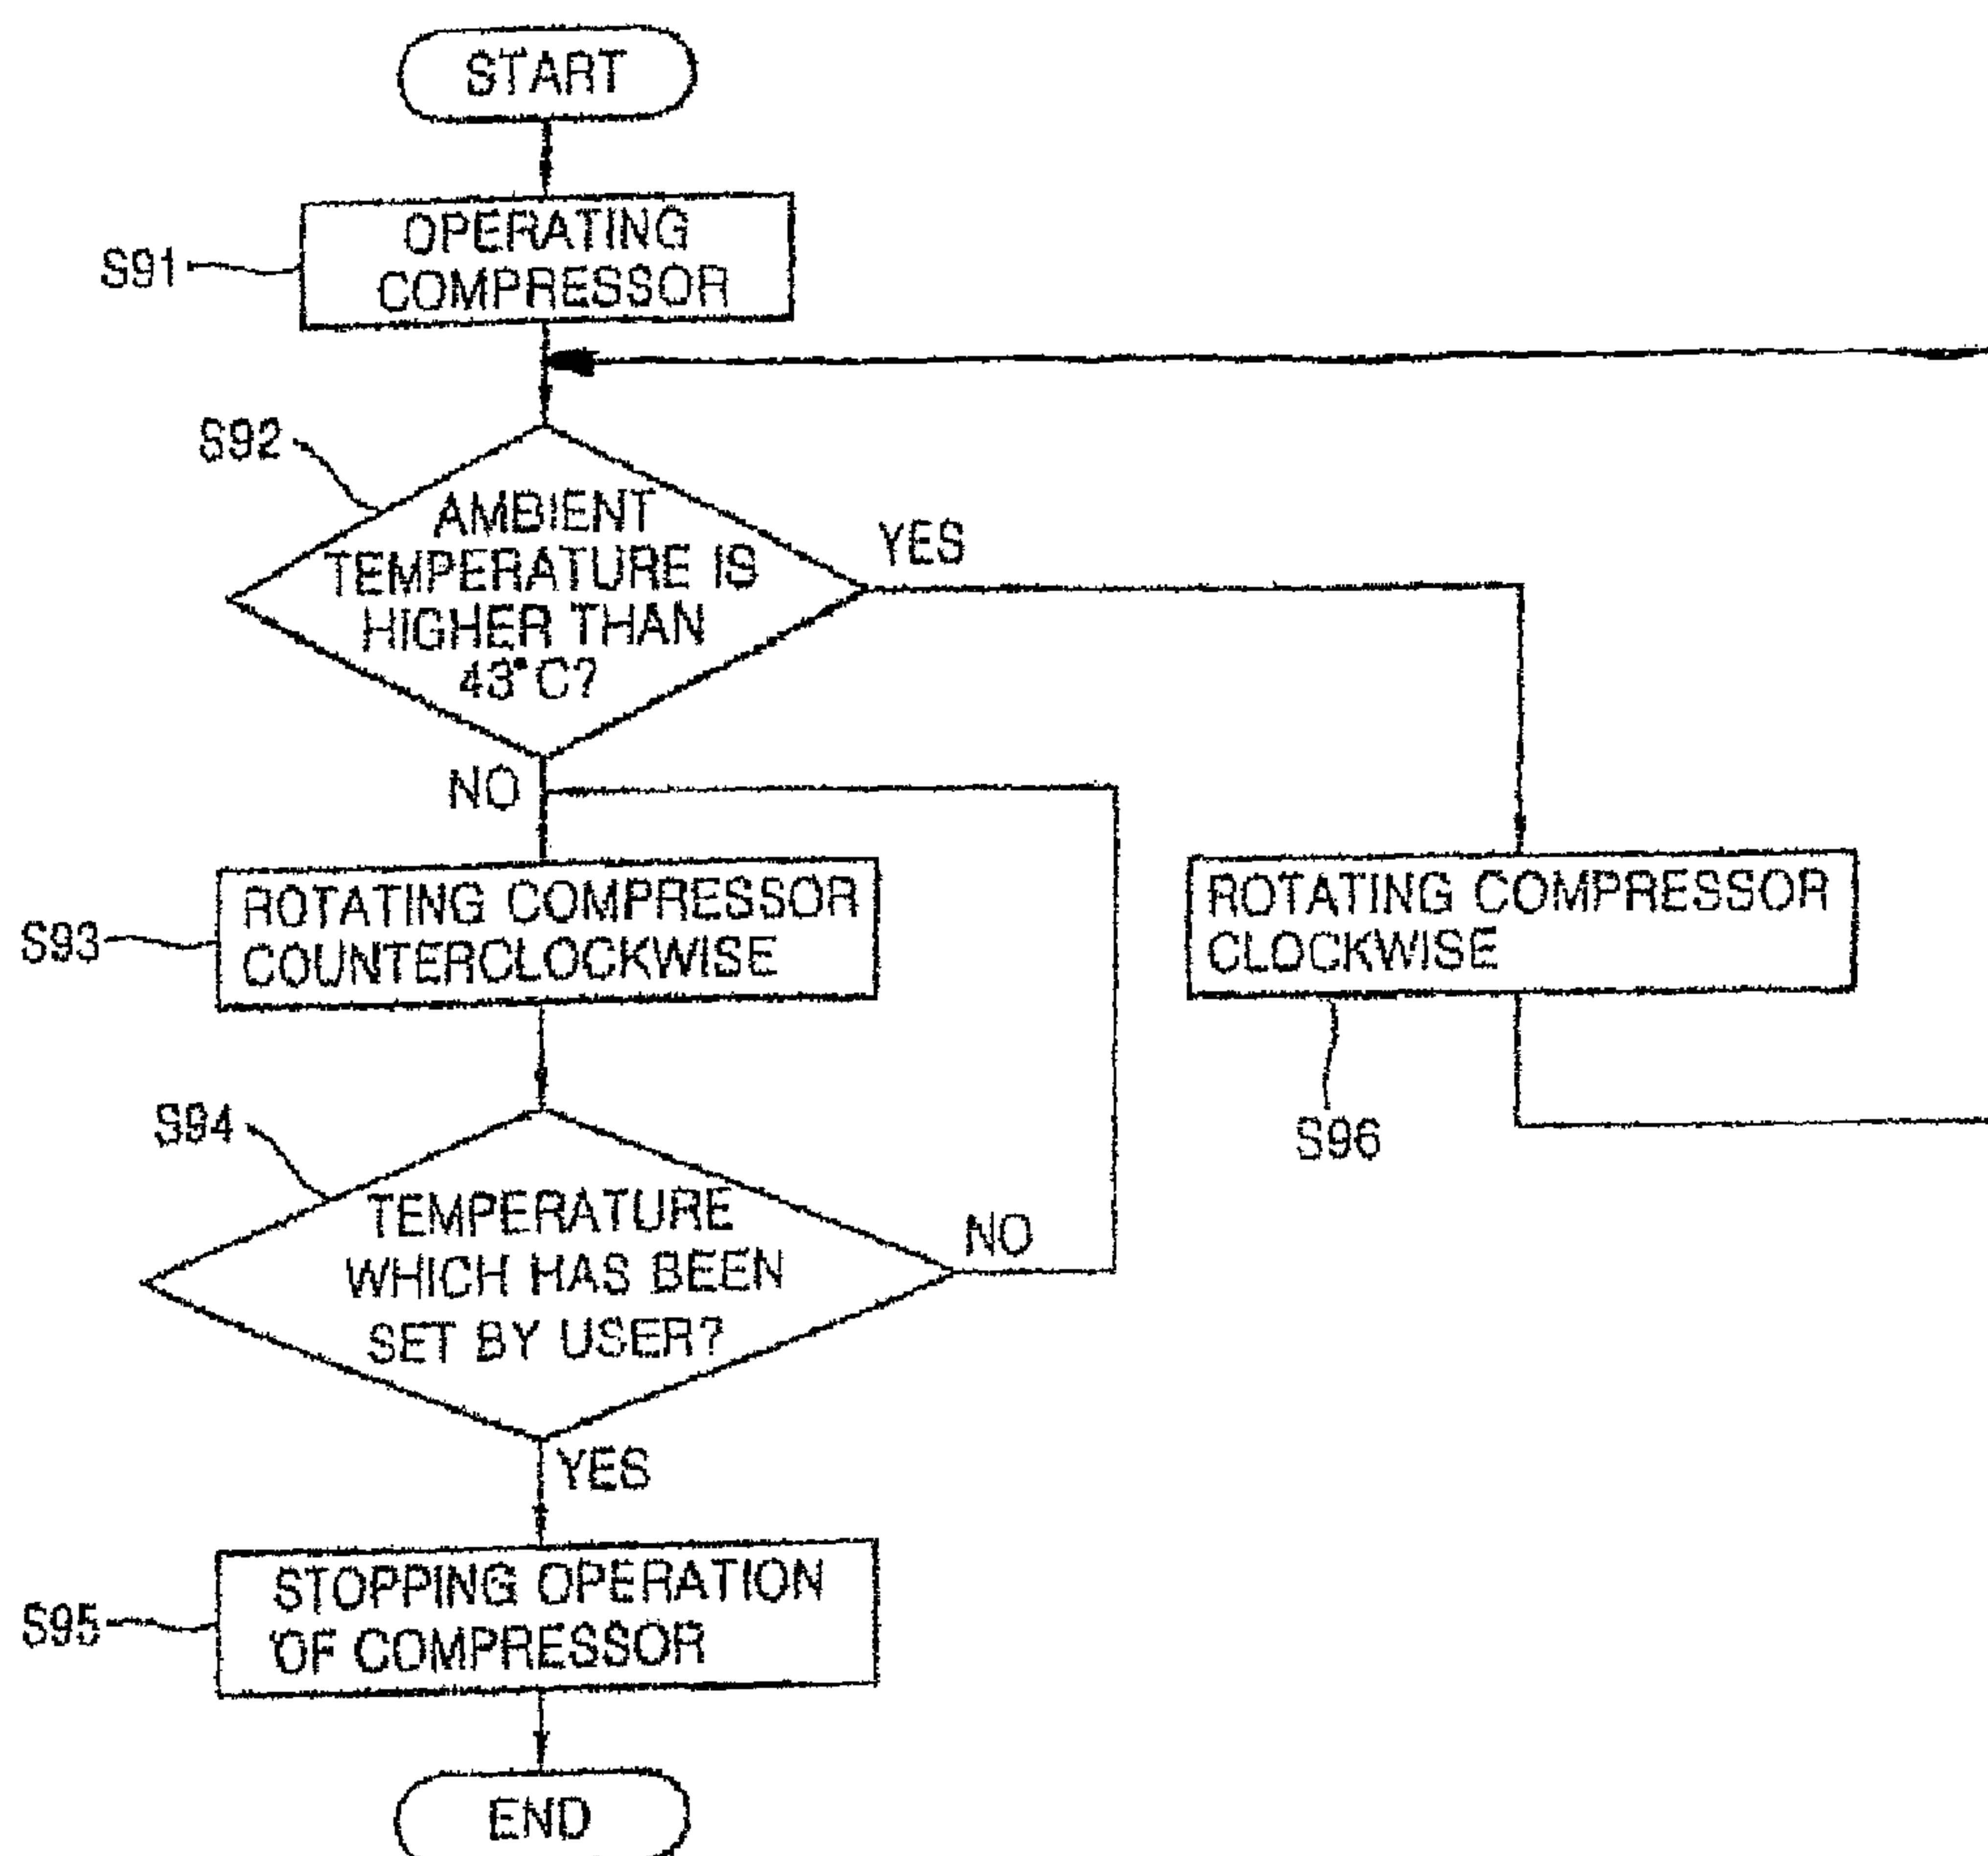 START
S91
OPERATING
COMPRESSOR
S92
AMBIENT
TEMPERATURE IS
HIGHER THAN
43°C?
YES
NO
S93
ROTATING COMPRESSOR
COUNTERCLOCKWISE
ROTATING COMPRESSOR
CLOCKWISE
S96
S94
TEMPERATURE
WHICH HAS BEEN
SET BY USER?
NO
YES
S95
STOPPING OPERATION
OF COMPRESSOR
END